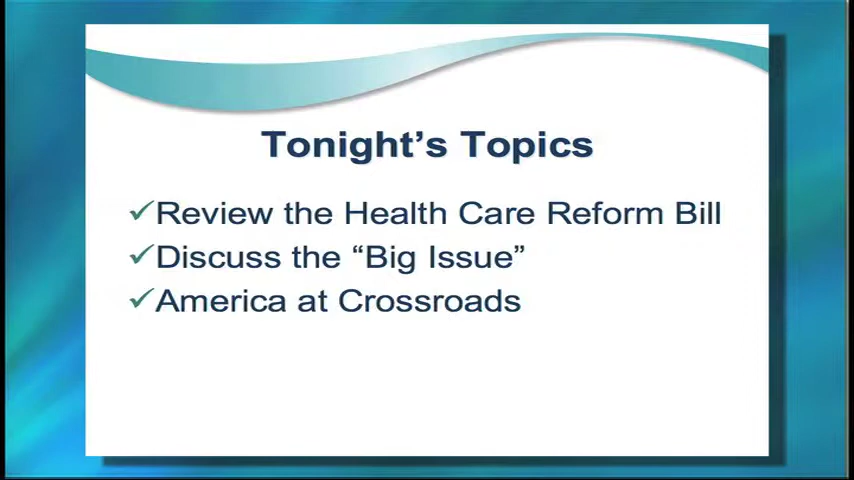 Tonight’s Topics
✓Review the Health Care Reform Bill
✓Discuss the “Big Issue”
✓America at Crossroads